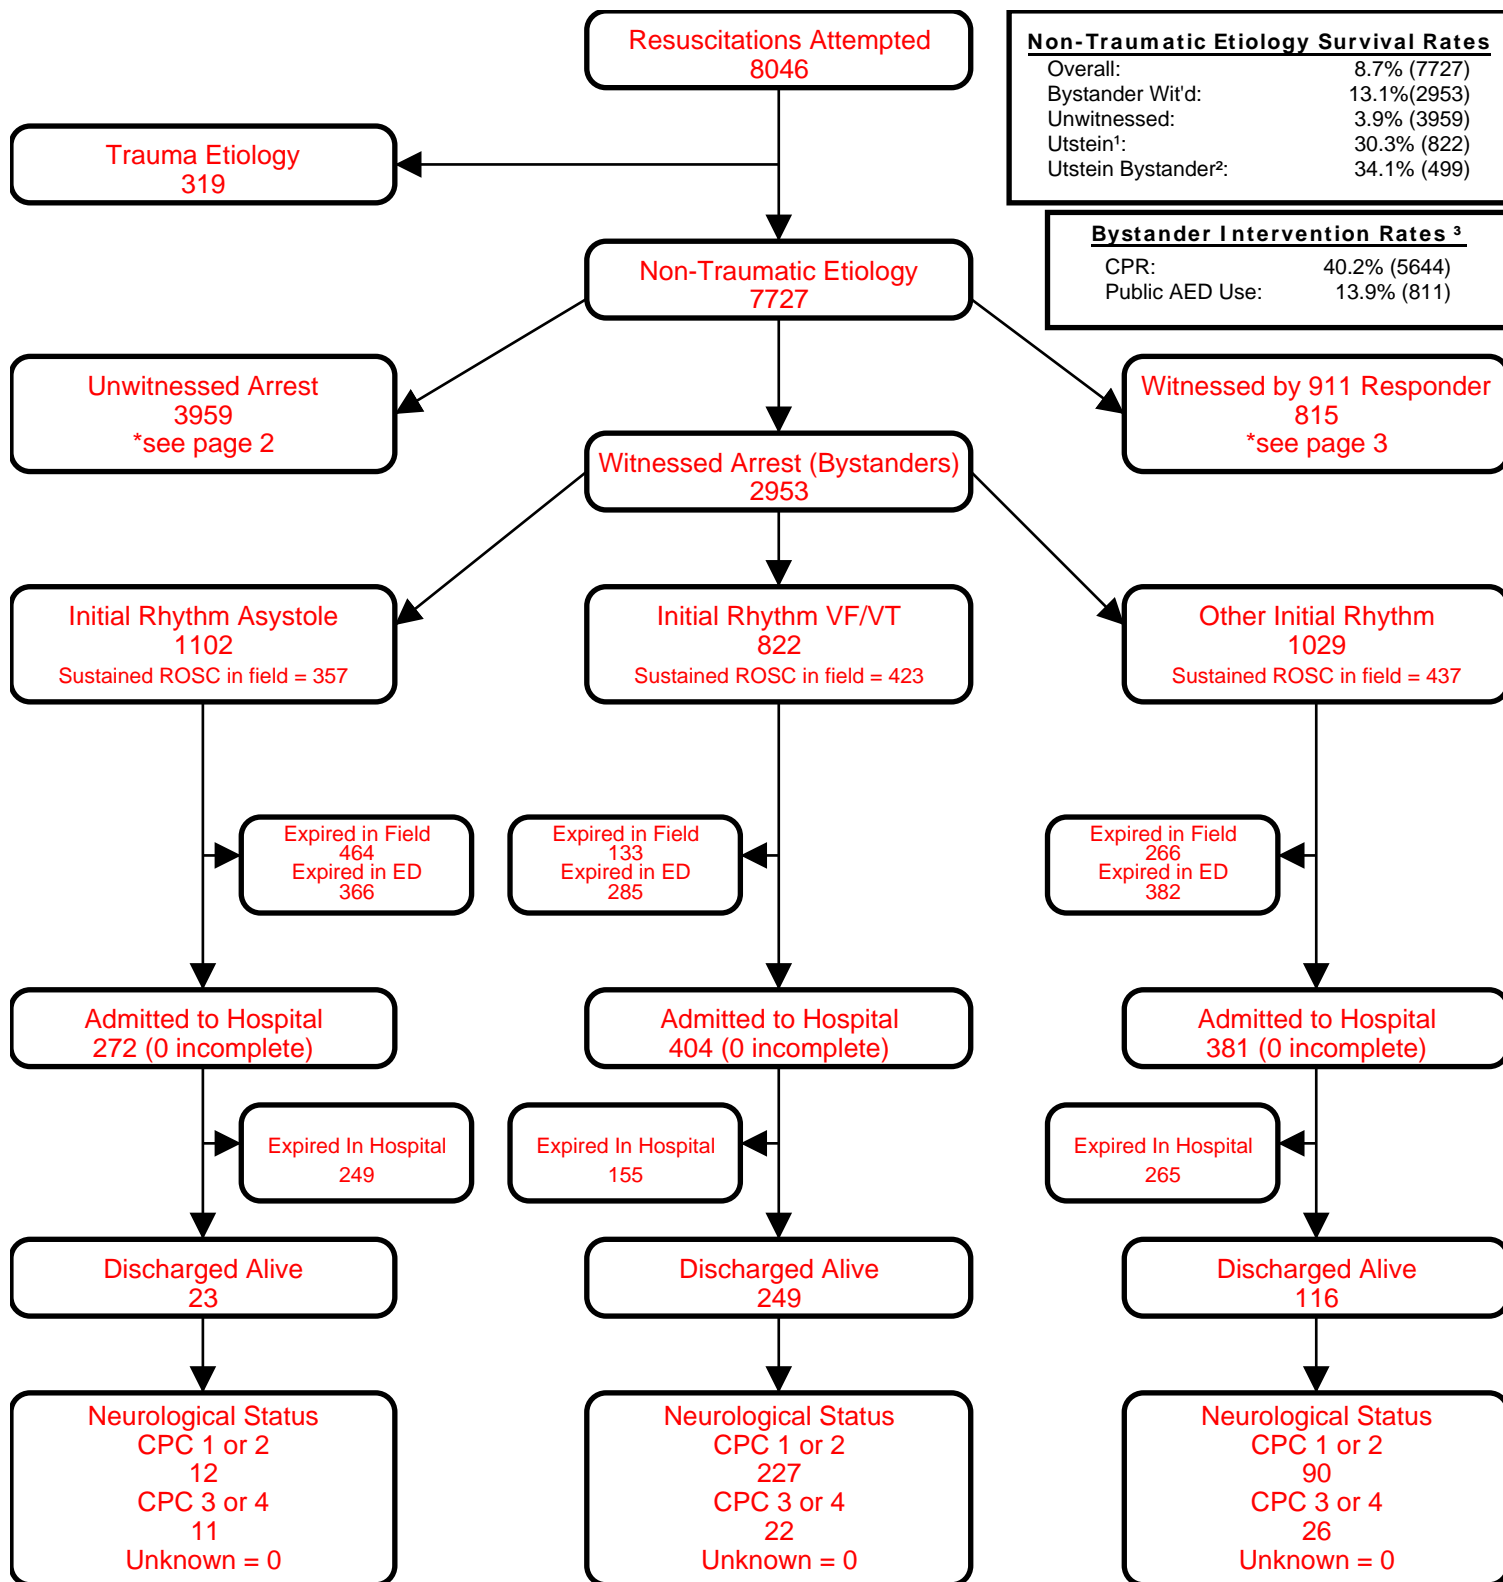 Resuscitations Attempted
8046
Non-Traumatic Etiology Survival Rates
Overall: 8.7% (7727)
Bystander Wit'd: 13.1%(2953)
Unwitnessed: 3.9% (3959)
Utstein¹: 30.3% (822)
Utstein Bystander²: 34.1% (499)
Trauma Etiology
319
Bystander Intervention Rates ³
CPR: 40.2% (5644)
Public AED Use: 13.9% (811)
Non-Traumatic Etiology
7727
Unwitnessed Arrest
3959
*see page 2
Witnessed by 911 Responder
815
*see page 3
Witnessed Arrest (Bystanders)
2953
Initial Rhythm Asystole
1102
Sustained ROSC in field = 357
Initial Rhythm VF/VT
822
Sustained ROSC in field = 423
Other Initial Rhythm
1029
Sustained ROSC in field = 437
Expired in Field
464
Expired in ED
366
Expired in Field
133
Expired in ED
285
Expired in Field
266
Expired in ED
382
Admitted to Hospital
272 (0 incomplete)
Admitted to Hospital
404 (0 incomplete)
Admitted to Hospital
381 (0 incomplete)
Expired In Hospital
249
Expired In Hospital
155
Expired In Hospital
265
Discharged Alive
23
Discharged Alive
249
Discharged Alive
116
Neurological Status
CPC 1 or 2
12
CPC 3 or 4
11
Unknown = 0
Neurological Status
CPC 1 or 2
227
CPC 3 or 4
22
Unknown = 0
Neurological Status
CPC 1 or 2
90
CPC 3 or 4
26
Unknown = 0